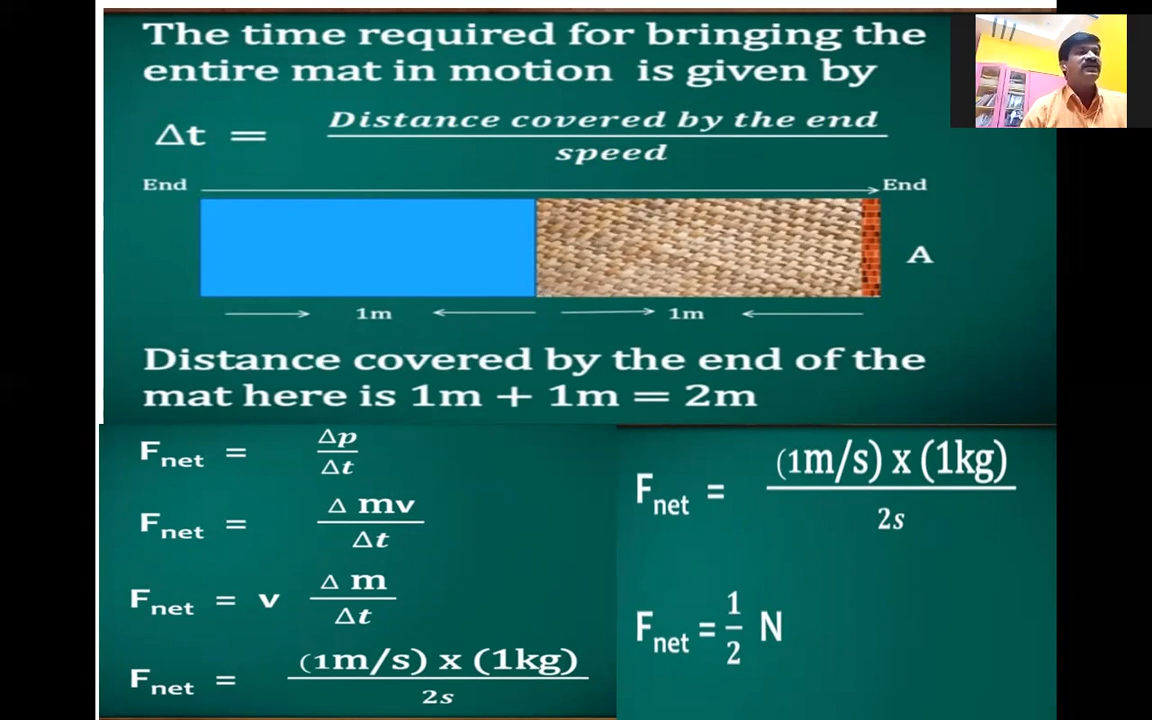 The time required for bringing the
entire mat in motion is given by
Δt = Distance covered by the end / speed
End End
A
1m 1m
Distance covered by the end of the
mat here is 1m + 1m = 2m
Fnet = Δp / Δt
Fnet = Δ mv / Δt
Fnet = v Δ m / Δt
Fnet = (1m/s) x (1kg) / 2s
Fnet = (1m/s) x (1kg) / 2s
Fnet = 1/2 N